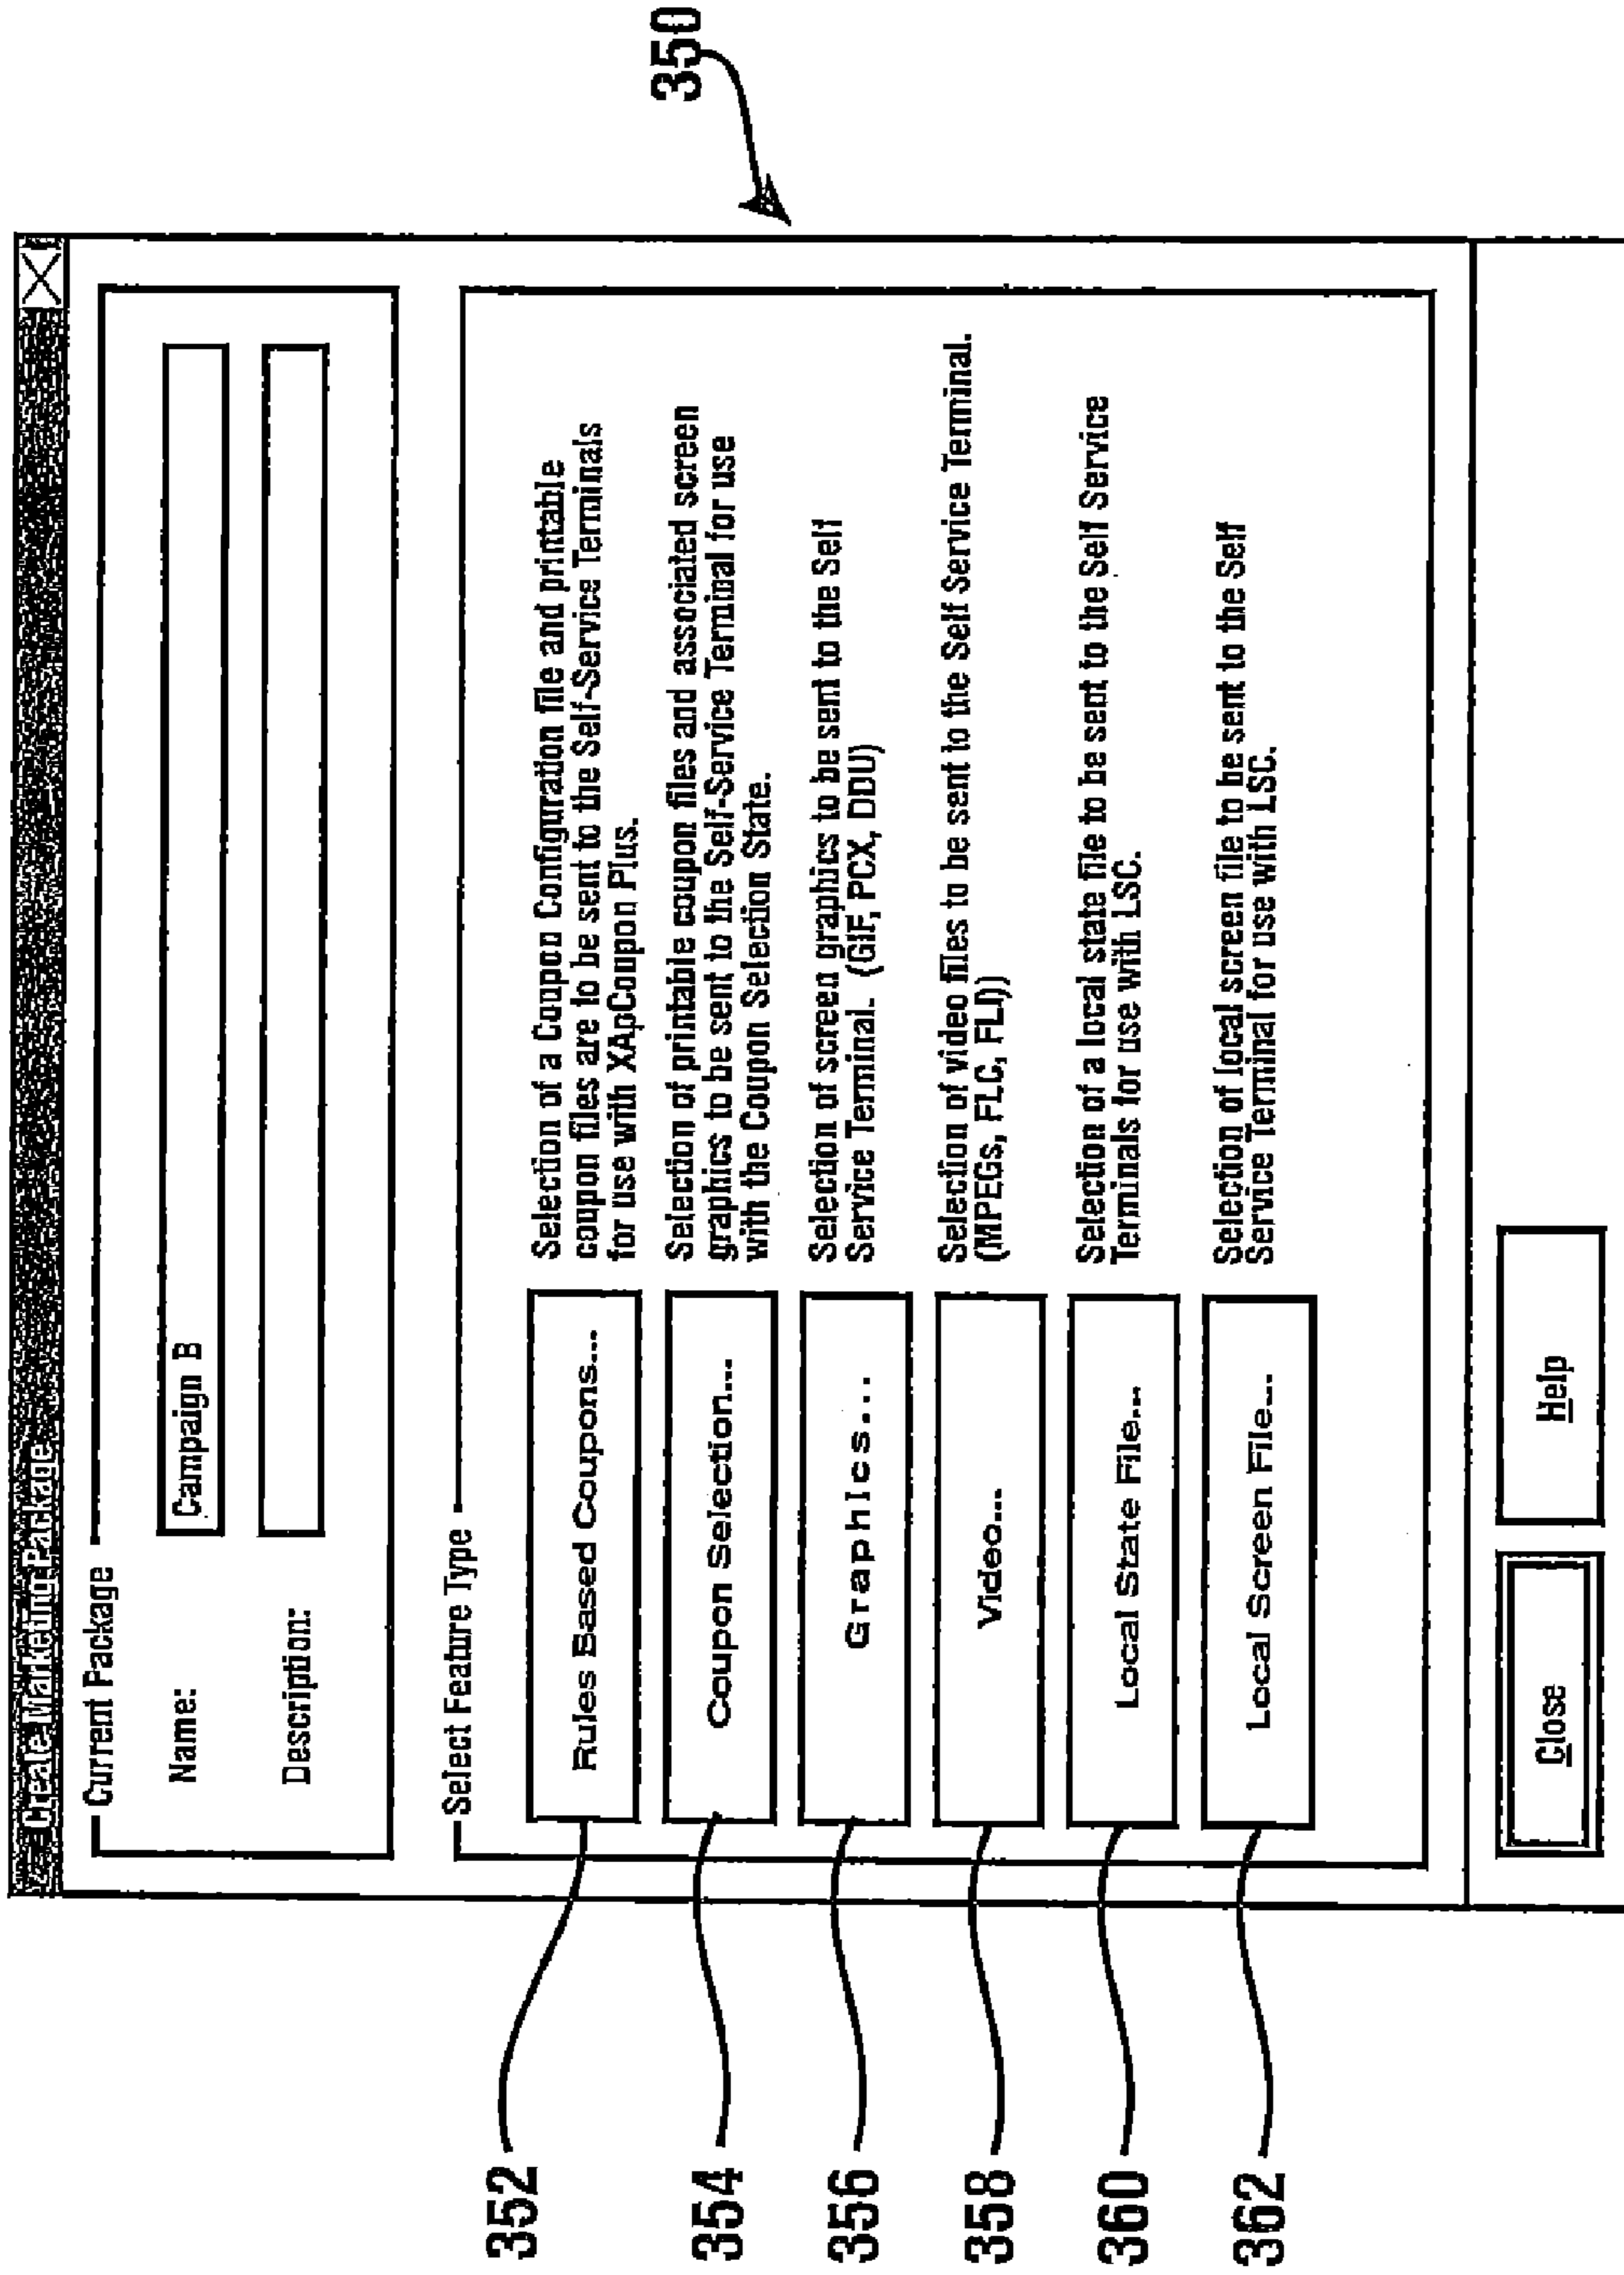 Create Marketing Package
Current Package
Name:
Campaign B
Description:
Select Feature Type
350
352
Rules Based Coupons...
Selection of a Coupon Configuration file and printable
coupon files are to be sent to the Self-Service Terminals
for use with XApCoupon Plus.
354
Coupon Selection...
Selection of printable coupon files and associated screen
graphics to be sent to the Self-Service Terminal for use
with the Coupon Selection State.
356
Graphics...
Selection of screen graphics to be sent to the Self
Service Terminal. (GIF, PCX, DDU)
358
Video...
Selection of video files to be sent to the Self Service Terminal.
(MPEGs, FLC, FLI))
360
Local State File...
Selection of a local state file to be sent to the Self Service
Terminals for use with LSC.
362
Local Screen File...
Selection of local screen file to be sent to the Self
Service Terminal for use with LSC.
Close
Help